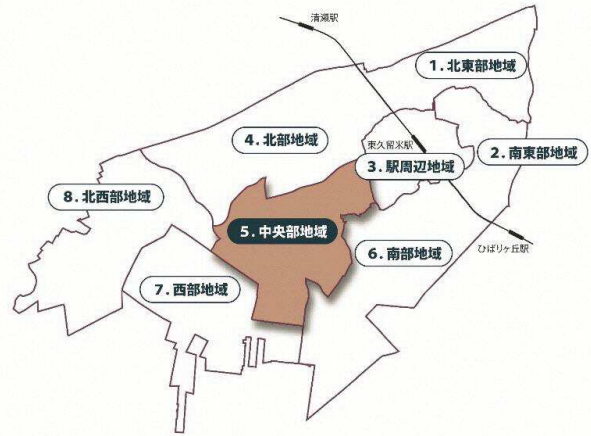 清瀬駅
1.北東部地域
4.北部地域
東久留米駅
2.南東部地域
3.駅周辺地域
8.北西部地域
5.中央部地域
6.南部地域
ひばりヶ丘駅
7.西部地域